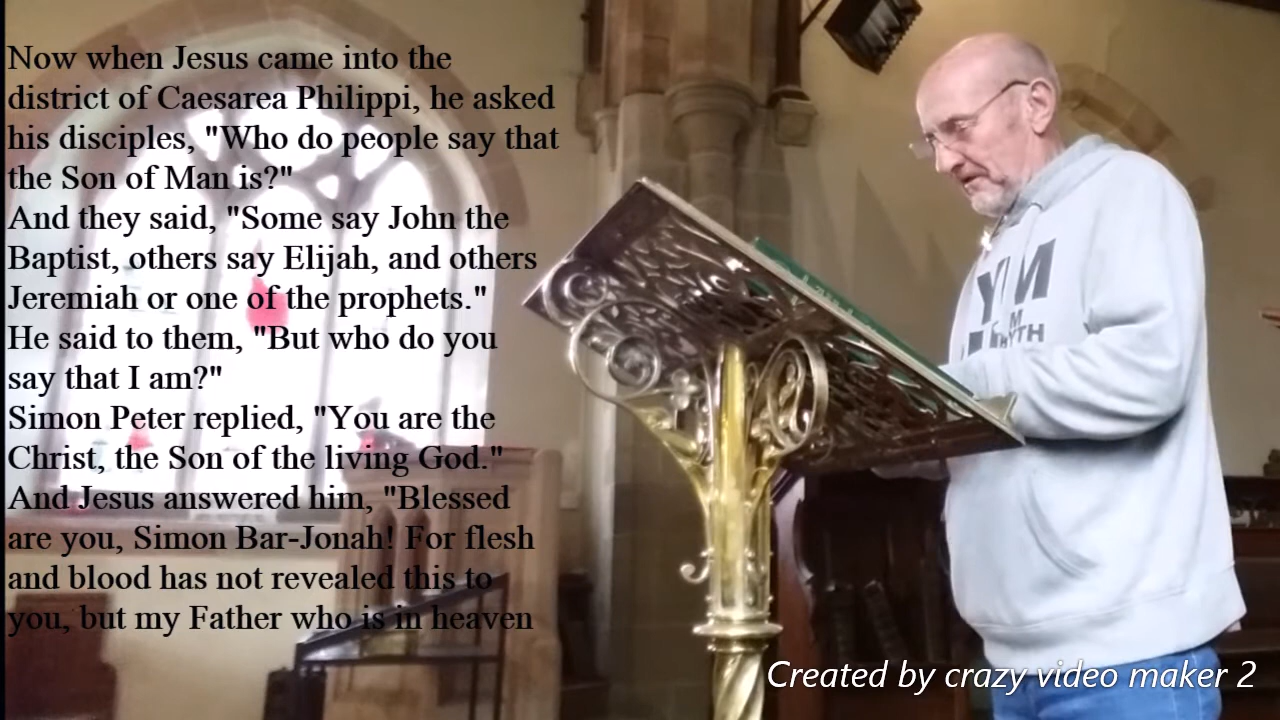 Now when Jesus came into the
district of Caesarea Philippi, he asked
his disciples, "Who do people say that
the Son of Man is?"
And they said, "Some say John the
Baptist, others say Elijah, and others
Jeremiah or one of the prophets."
He said to them, "But who do you
say that I am?"
Simon Peter replied, "You are the
Christ, the Son of the living God."
And Jesus answered him, "Blessed
are you, Simon Bar-Jonah! For flesh
and blood has not revealed this to
you, but my Father who is in heaven
Created by crazy video maker 2